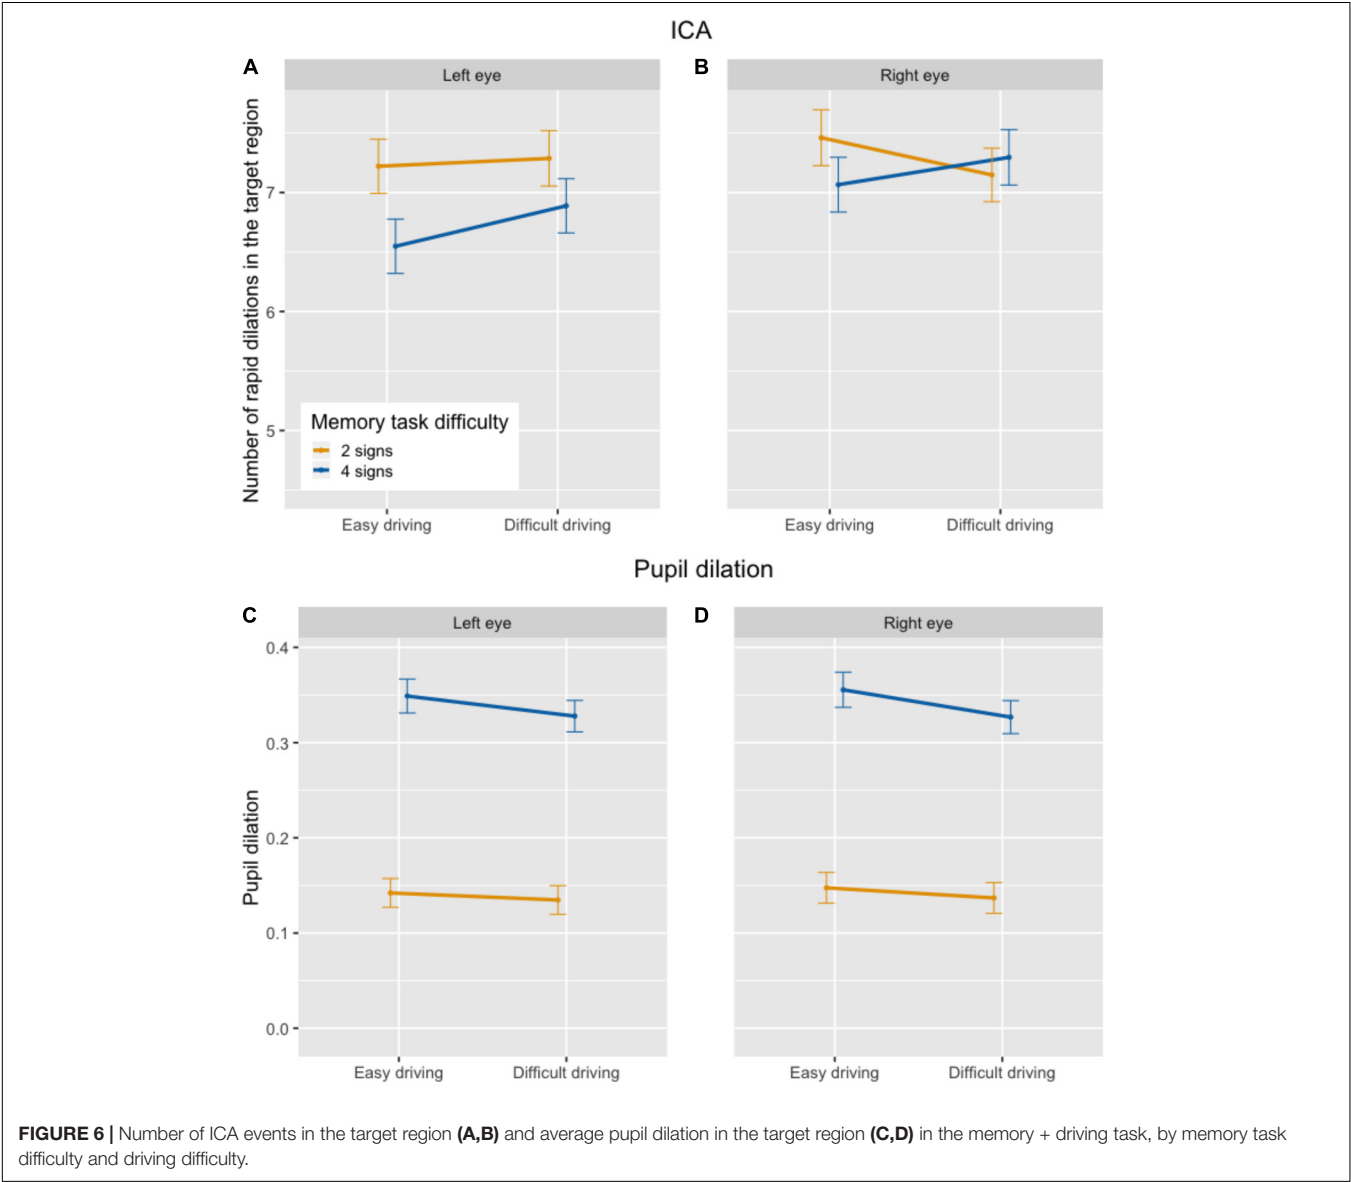 ICA
A
B
Left eye
Right eye
Number of rapid dilations in the target region
7
6
5
Memory task difficulty
2 signs
4 signs
Easy driving
Difficult driving
Easy driving
Difficult driving
Pupil dilation
C
D
Left eye
Right eye
Pupil dilation
0.4
0.3
0.2
0.1
0.0
Easy driving
Difficult driving
Easy driving
Difficult driving
FIGURE 6 | Number of ICA events in the target region (A,B) and average pupil dilation in the target region (C,D) in the memory + driving task, by memory task
difficulty and driving difficulty.